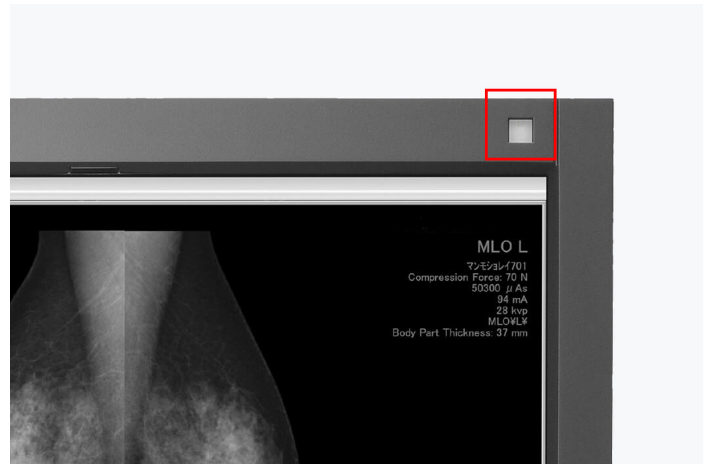 MLO L
マンモショレイ701
Compression Force: 70 N
50300 μAs
94 mA
28 kvp
MLO¥L¥
Body Part Thickness: 37 mm